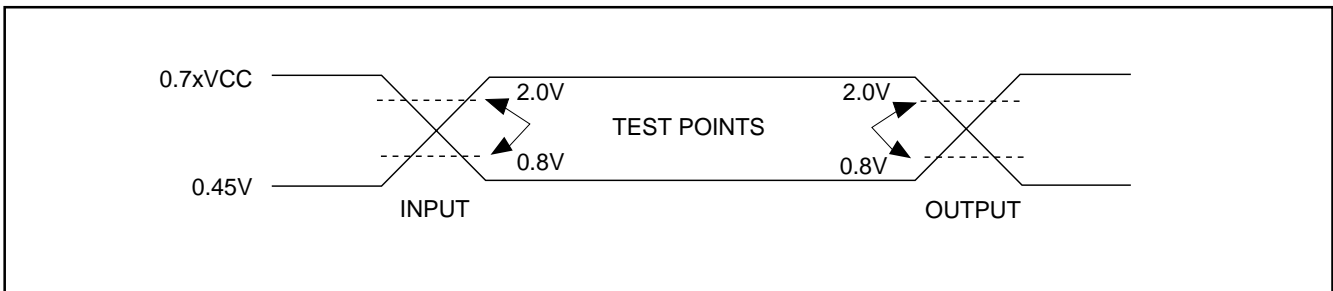 0.7xVCC
2.0V 2.0V
TEST POINTS
0.8V 0.8V
0.45V
INPUT OUTPUT